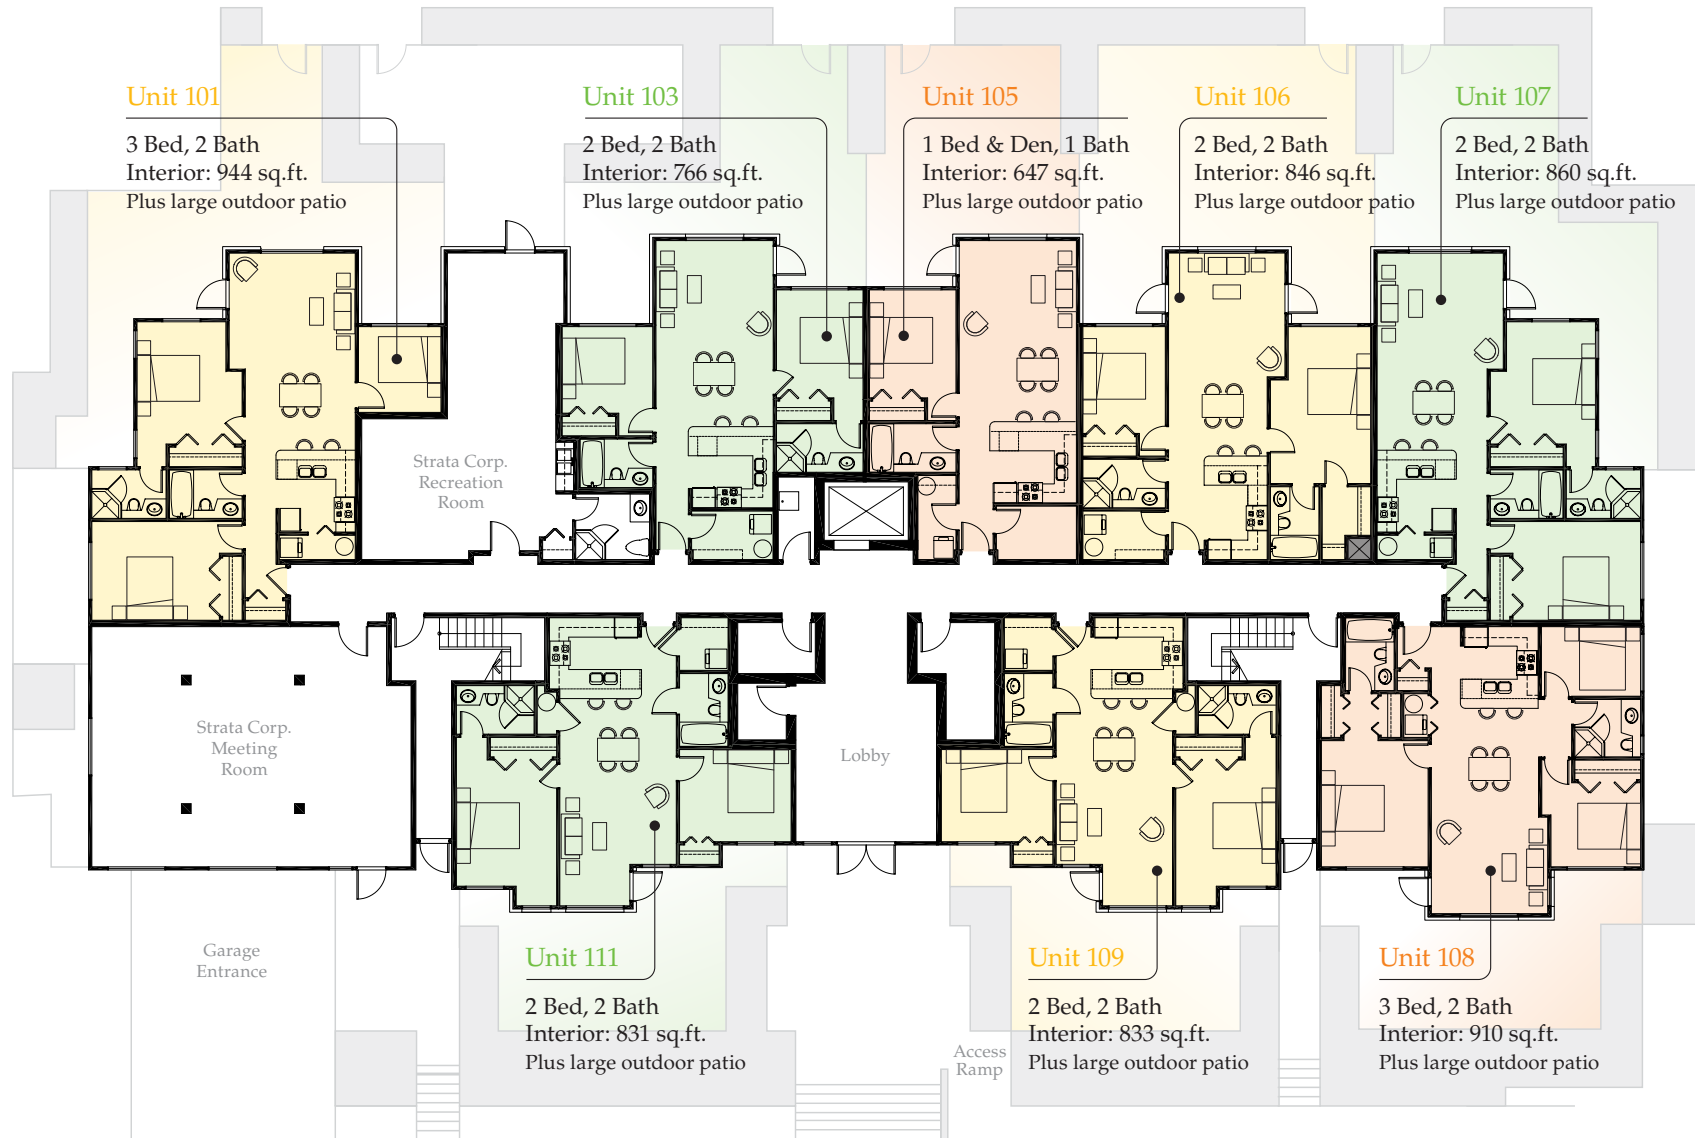 Unit 101
3 Bed, 2 Bath
Interior: 944 sq.ft.
Plus large outdoor patio
Unit 103
2 Bed, 2 Bath
Interior: 766 sq.ft.
Plus large outdoor patio
Unit 105
1 Bed & Den, 1 Bath
Interior: 647 sq.ft.
Plus large outdoor patio
Unit 106
2 Bed, 2 Bath
Interior: 846 sq.ft.
Plus large outdoor patio
Unit 107
2 Bed, 2 Bath
Interior: 860 sq.ft.
Plus large outdoor patio
Strata Corp.
Recreation
Room
Strata Corp.
Meeting
Room
Lobby
Garage
Entrance
Unit 111
2 Bed, 2 Bath
Interior: 831 sq.ft.
Plus large outdoor patio
Access
Ramp
Unit 109
2 Bed, 2 Bath
Interior: 833 sq.ft.
Plus large outdoor patio
Unit 108
3 Bed, 2 Bath
Interior: 910 sq.ft.
Plus large outdoor patio